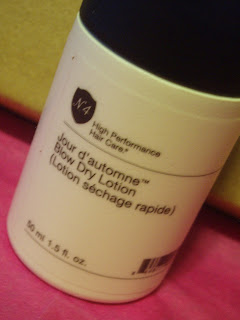 N°4
High Performance
Hair Care.®
Jour d'automne™
Blow Dry Lotion
(Lotion séchage rapide)
50 ml 1.5 fl. oz.